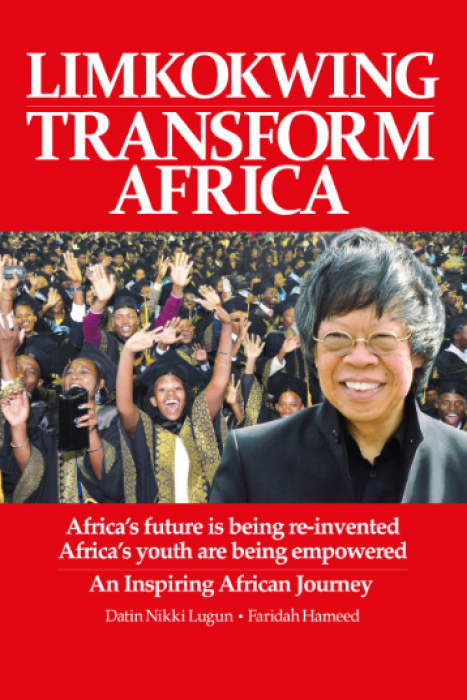 LIMKOKWING
TRANSFORM
AFRICA
Africa's future is being re-invented
Africa's youth are being empowered
An Inspiring African Journey
Datin Nikki Lugun • Faridah Hameed